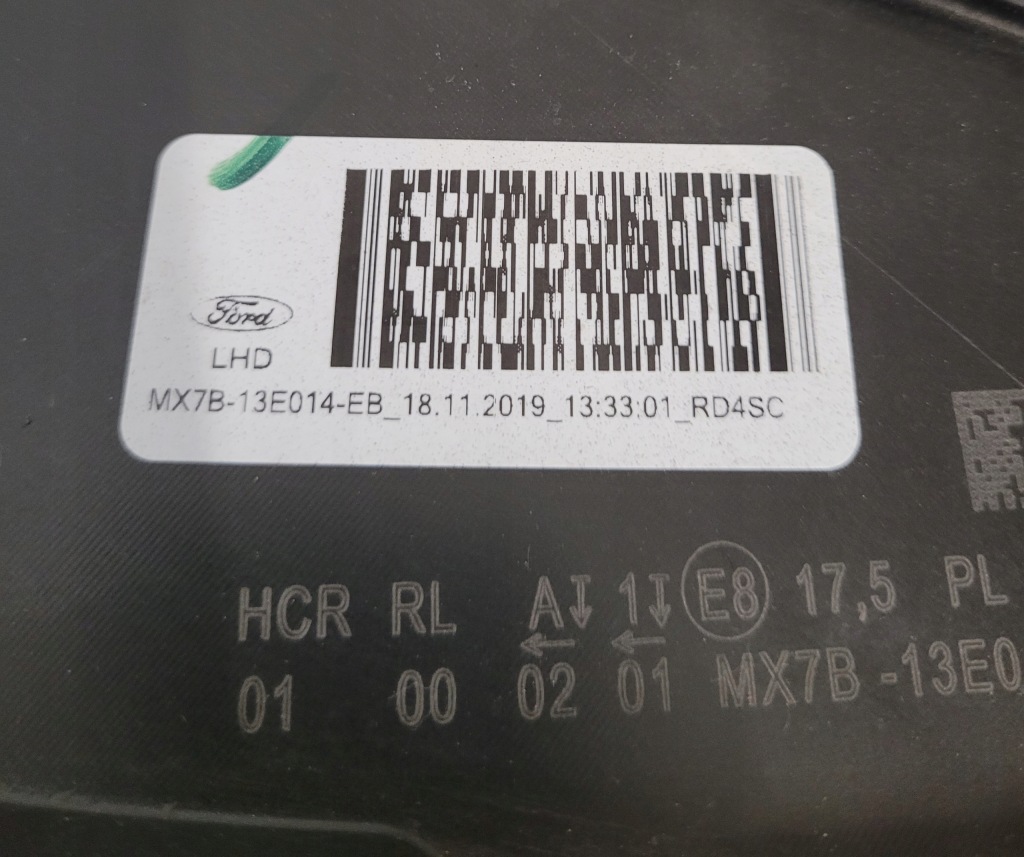 Ford
LHD
MX7B-13E014-EB_18.11.2019_13:33:01_RD4SC
HCR RL A 1 E8 17,5 PL
01 00 02 01 MX7B -13E0